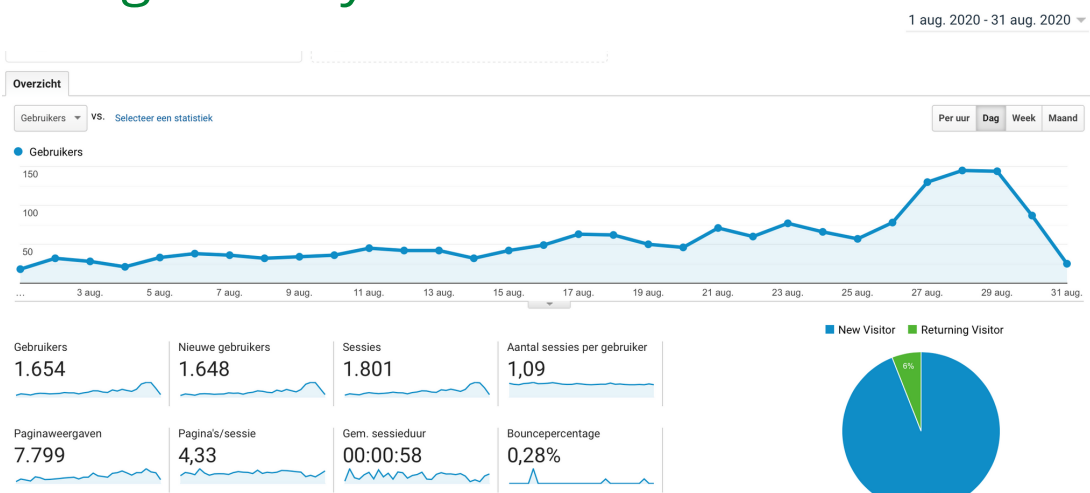 1 aug. 2020 - 31 aug. 2020
Overzicht
Gebruikers VS. Selecteer een statistiek
Per uur Dag Week Maand
Gebruikers
150
100
50
... 3 aug. 5 aug. 7 aug. 9 aug. 11 aug. 13 aug. 15 aug. 17 aug. 19 aug. 21 aug. 23 aug. 25 aug. 27 aug. 29 aug. 31 aug.
New Visitor Returning Visitor
Gebruikers Nieuwe gebruikers Sessies Aantal sessies per gebruiker
1.654 1.648 1.801 1,09
6%
Paginaweergaven Pagina's/sessie Gem. sessieduur Bouncepercentage
7.799 4,33 00:00:58 0,28%